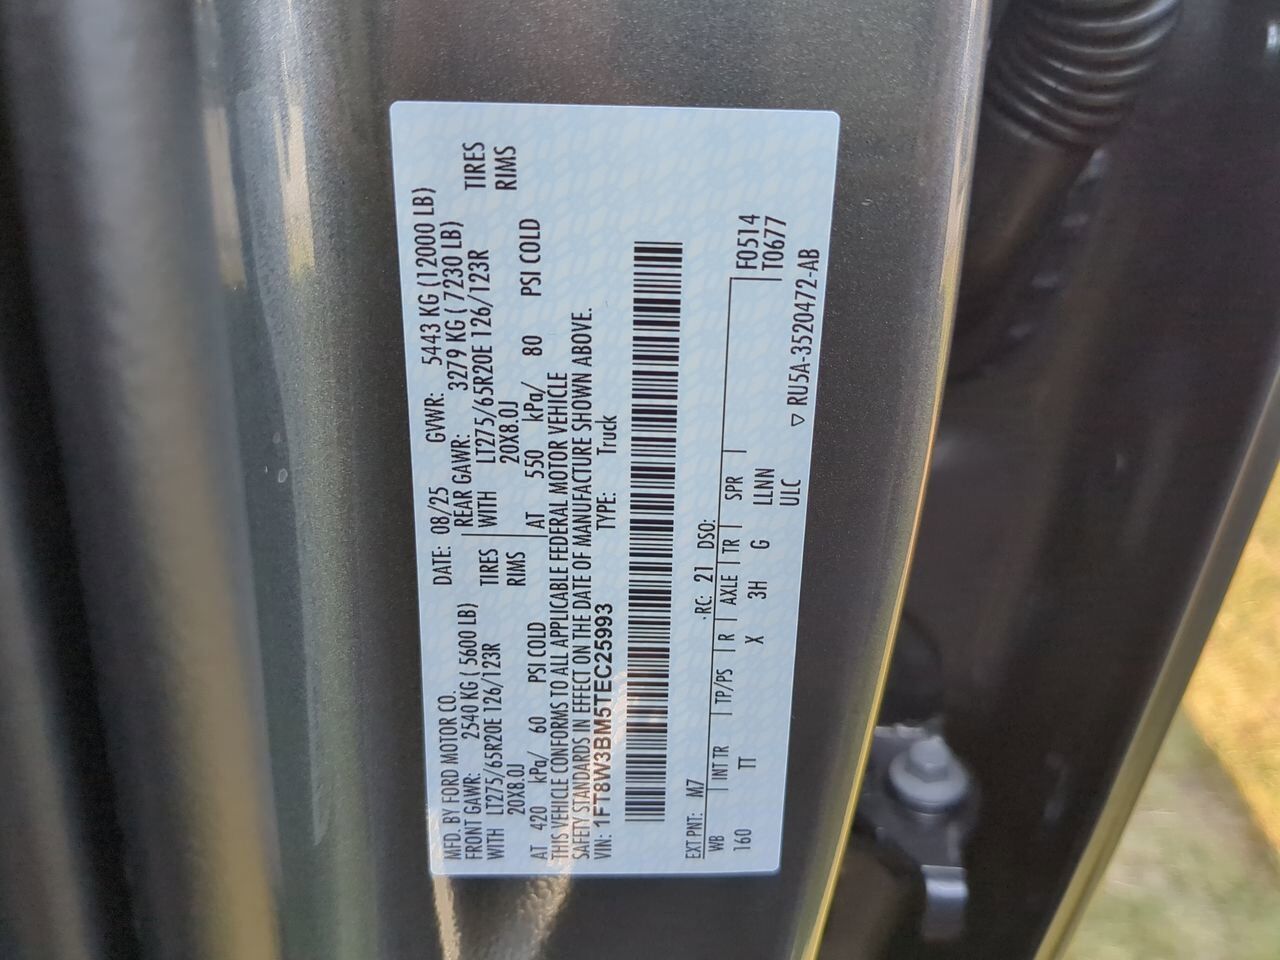 MFD. BY FORD MOTOR CO. DATE: 08/25 GVWR: 5443 KG (12000 LB)
FRONT GAWR: 2540 KG ( 5600 LB) REAR GAWR: 3279 KG ( 7230 LB)
WITH LT275/65R20E 126/123R TIRES WITH LT275/65R20E 126/123R TIRES
20X8.0J RIMS 20X8.0J RIMS
AT 420 kPa/ 60 PSI COLD AT 550 kPa/ 80 PSI COLD
THIS VEHICLE CONFORMS TO ALL APPLICABLE FEDERAL MOTOR VEHICLE
SAFETY STANDARDS IN EFFECT ON THE DATE OF MANUFACTURE SHOWN ABOVE.
VIN: 1FT8W3BM5TEC25993 TYPE: Truck
EXT PNT: M7 RC: 21 DSO:
WB INT TR TP/PS R AXLE TR SPR F0514
160 TT X 3H G LLNN T0677
ULC ▽ RU5A-3520472-AB